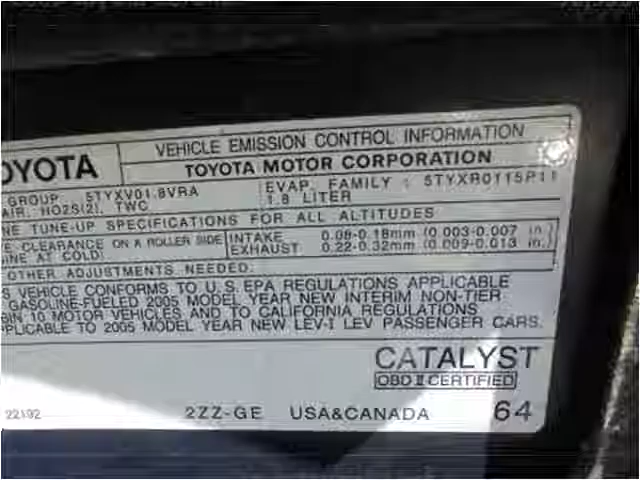 OYOTA
VEHICLE EMISSION CONTROL INFORMATION
TOYOTA MOTOR CORPORATION
GROUP 5TYXV01.8VRA
EVAP. FAMILY : 5TYXR0115P11
AIR, HO2S(2), TWC
1.8 LITER
NE TUNE-UP SPECIFICATIONS FOR ALL ALTITUDES
E CLEARANCE ON A ROLLER SIDE INTAKE 0.08-0.18mm (0.003-0.007 in.)
INE AT COLD) EXHAUST 0.22-0.32mm (0.009-0.013 in.)
OTHER ADJUSTMENTS NEEDED.
S VEHICLE CONFORMS TO U.S.EPA REGULATIONS APPLICABLE
GASOLINE-FUELED 2005 MODEL YEAR NEW INTERIM NON-TIER
BIN 10 MOTOR VEHICLES AND TO CALIFORNIA REGULATIONS
PPLICABLE TO 2005 MODEL YEAR NEW LEV-I LEV PASSENGER CARS.
CATALYST
OBD II CERTIFIED
22192 2ZZ-GE USA&CANADA 64